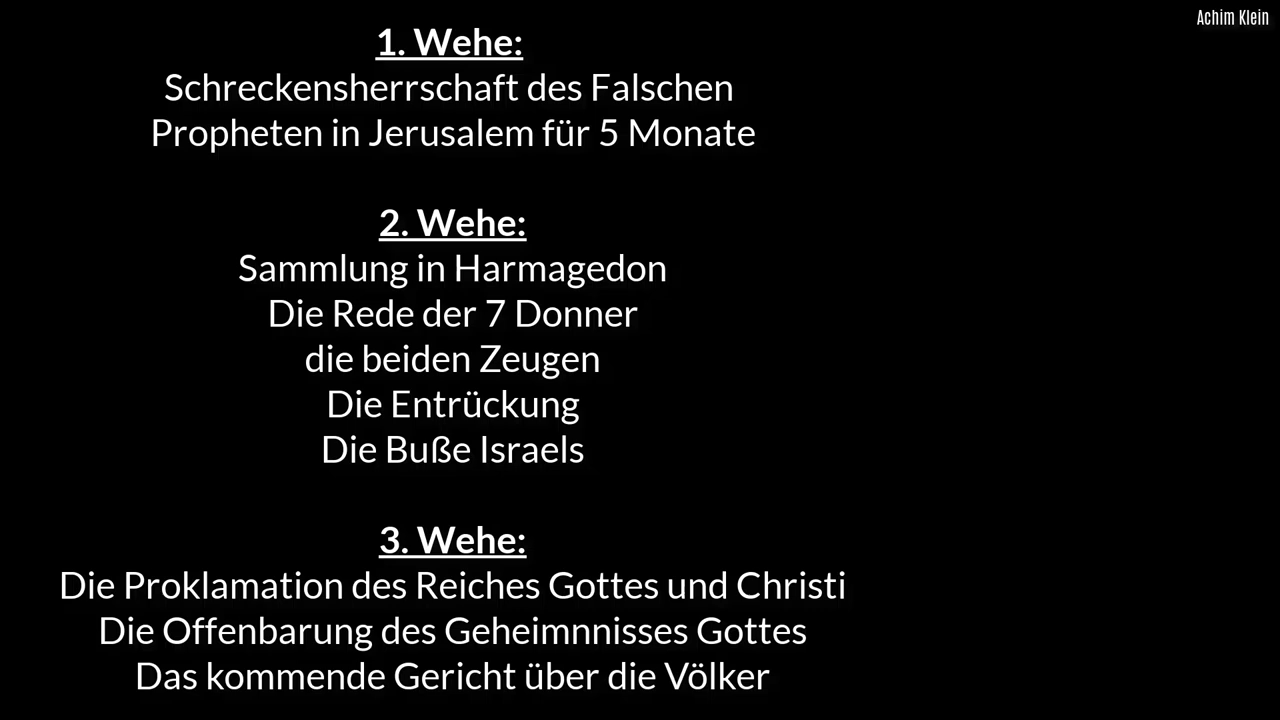 Achim Klein
1. Wehe:
Schreckensherrschaft des Falschen
Propheten in Jerusalem für 5 Monate
2. Wehe:
Sammlung in Harmagedon
Die Rede der 7 Donner
die beiden Zeugen
Die Entrückung
Die Buße Israels
3. Wehe:
Die Proklamation des Reiches Gottes und Christi
Die Offenbarung des Geheimnnisses Gottes
Das kommende Gericht über die Völker